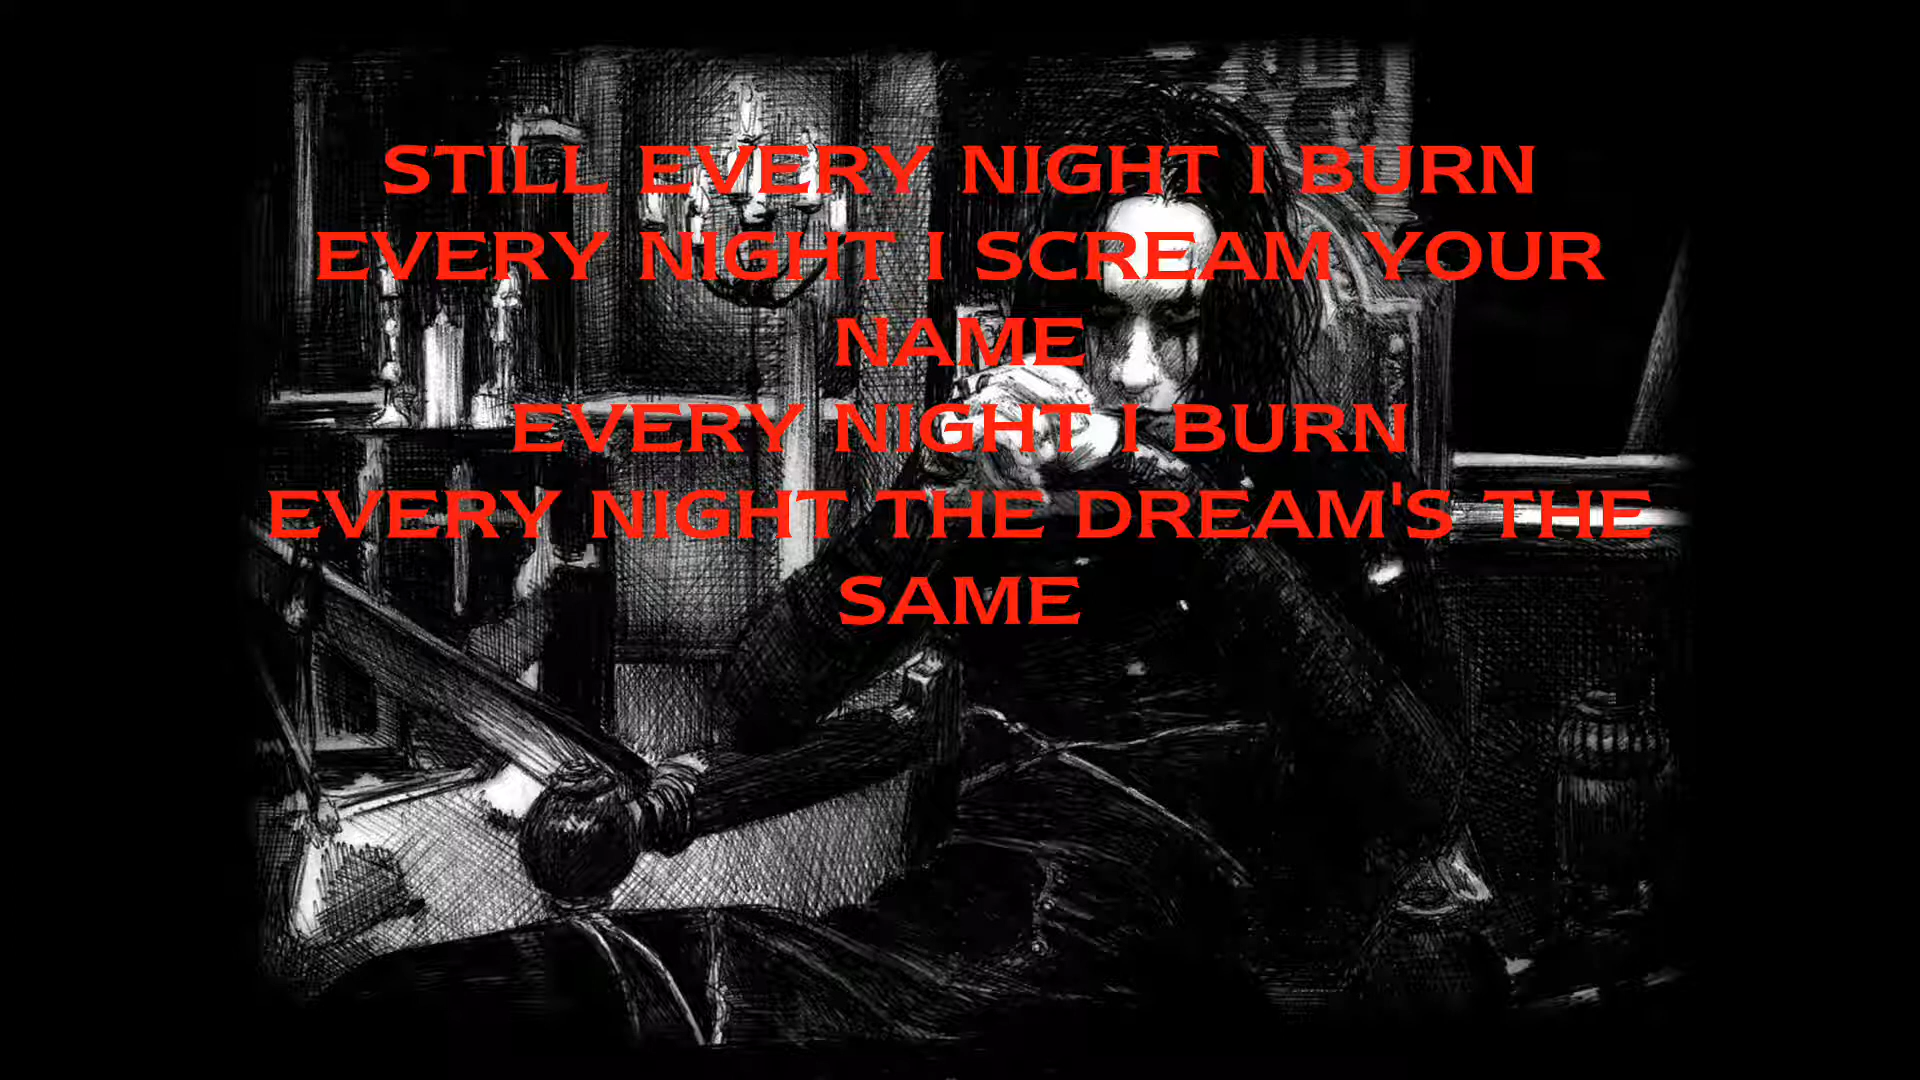 STILL EVERY NIGHT I BURN
EVERY NIGHT I SCREAM YOUR
NAME
EVERY NIGHT I BURN
EVERY NIGHT THE DREAM'S THE
SAME